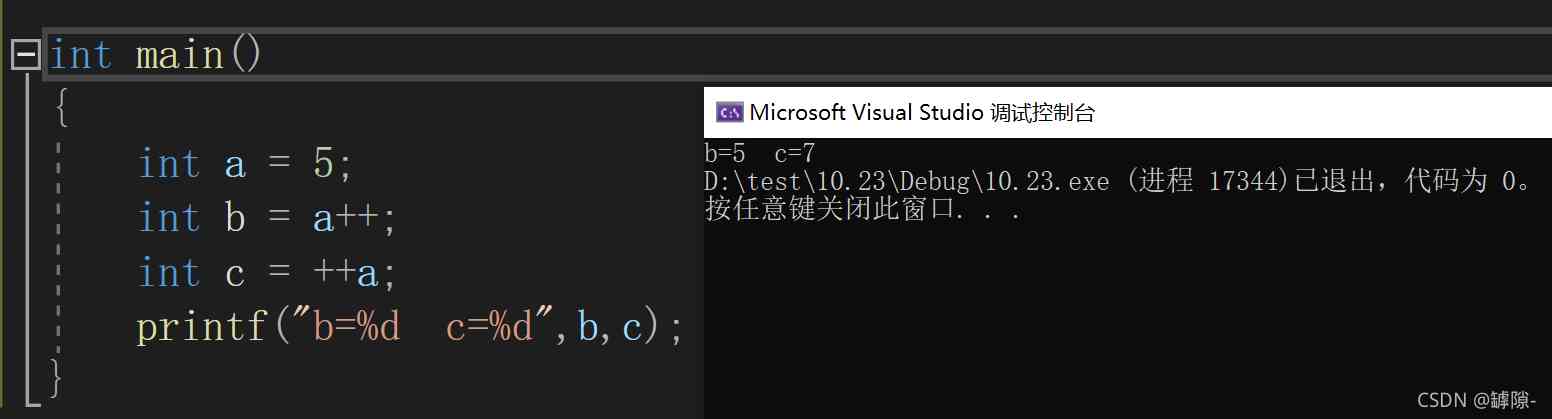 int main()
{
int a = 5;
int b = a++;
int c = ++a;
printf("b=%d  c=%d",b,c);
}
Microsoft Visual Studio 调试控制台
b=5  c=7
D:\test\10.23\Debug\10.23.exe (进程 17344)已退出，代码为 0。
按任意键关闭此窗口. . .
CSDN @罅隙-